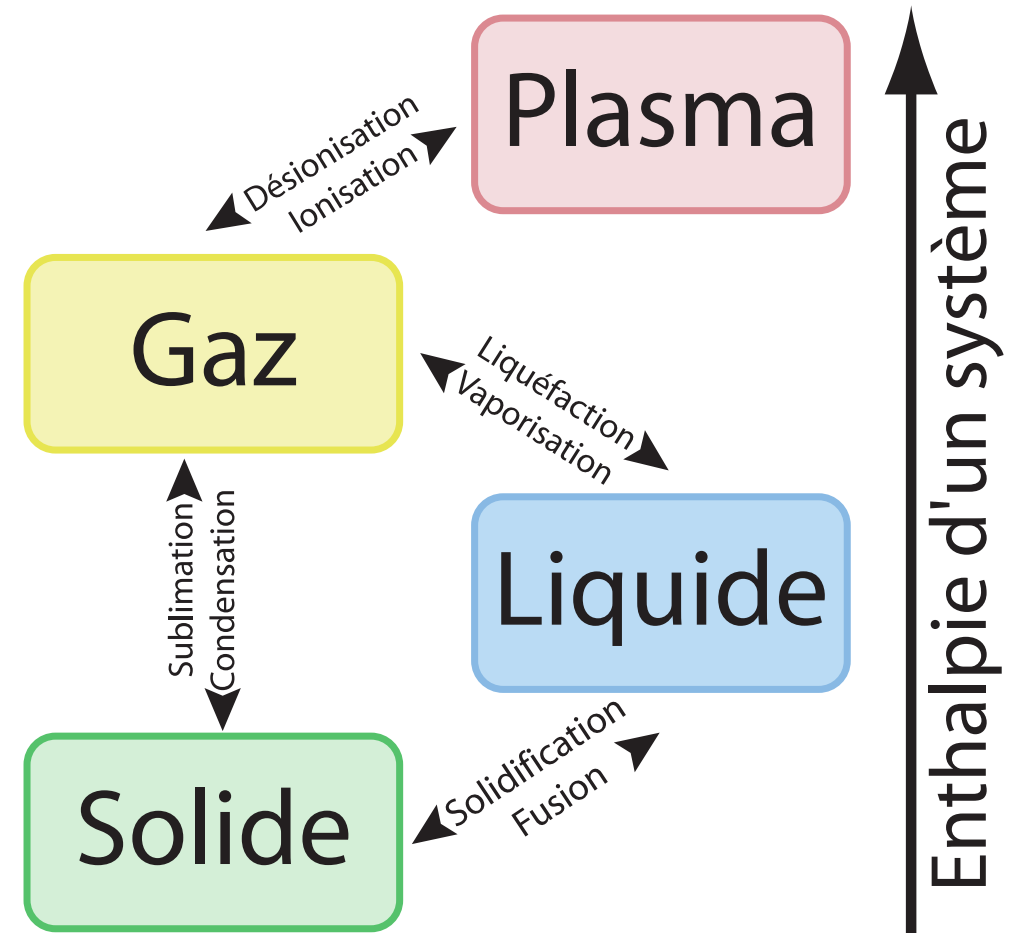 Plasma
Désionisation
Ionisation
Gaz
Liquéfaction
Vaporisation
Sublimation
Condensation
Liquide
Solidification
Fusion
Solide
Enthalpie d'un système